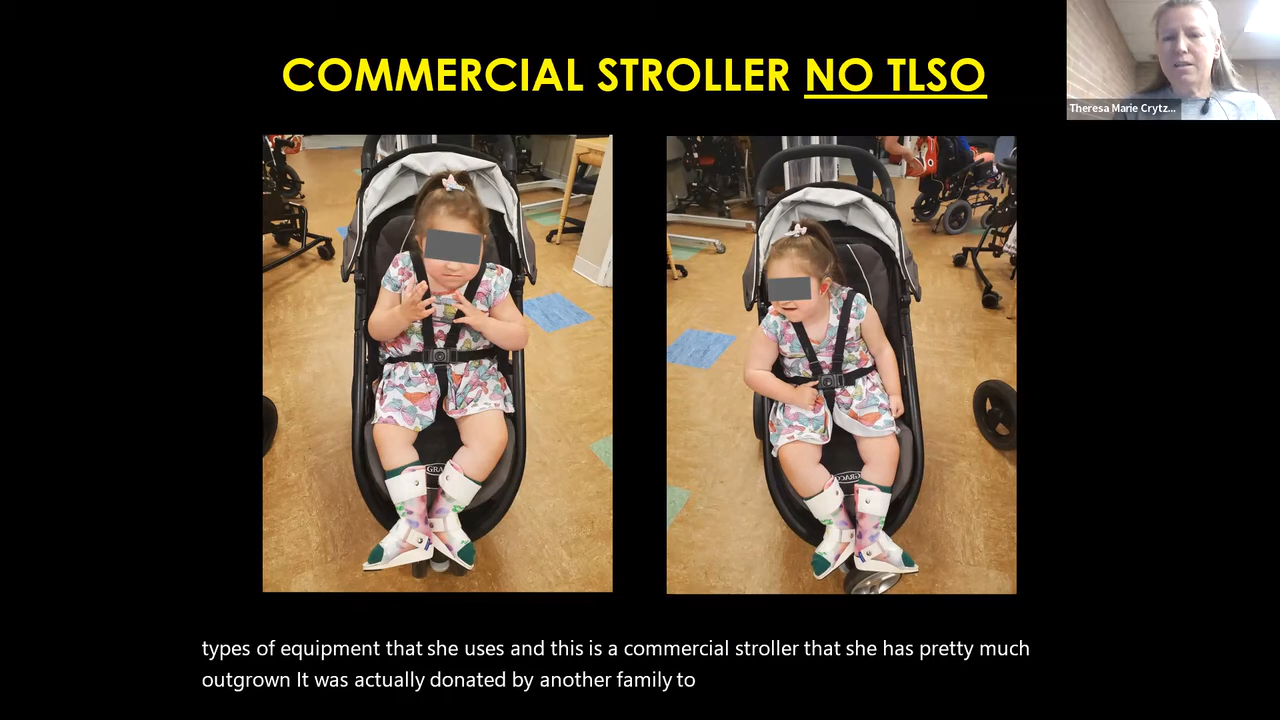 COMMERCIAL STROLLER NO TLSO
Theresa Marie Crytz...
GRACO
types of equipment that she uses and this is a commercial stroller that she has pretty much
outgrown It was actually donated by another family to